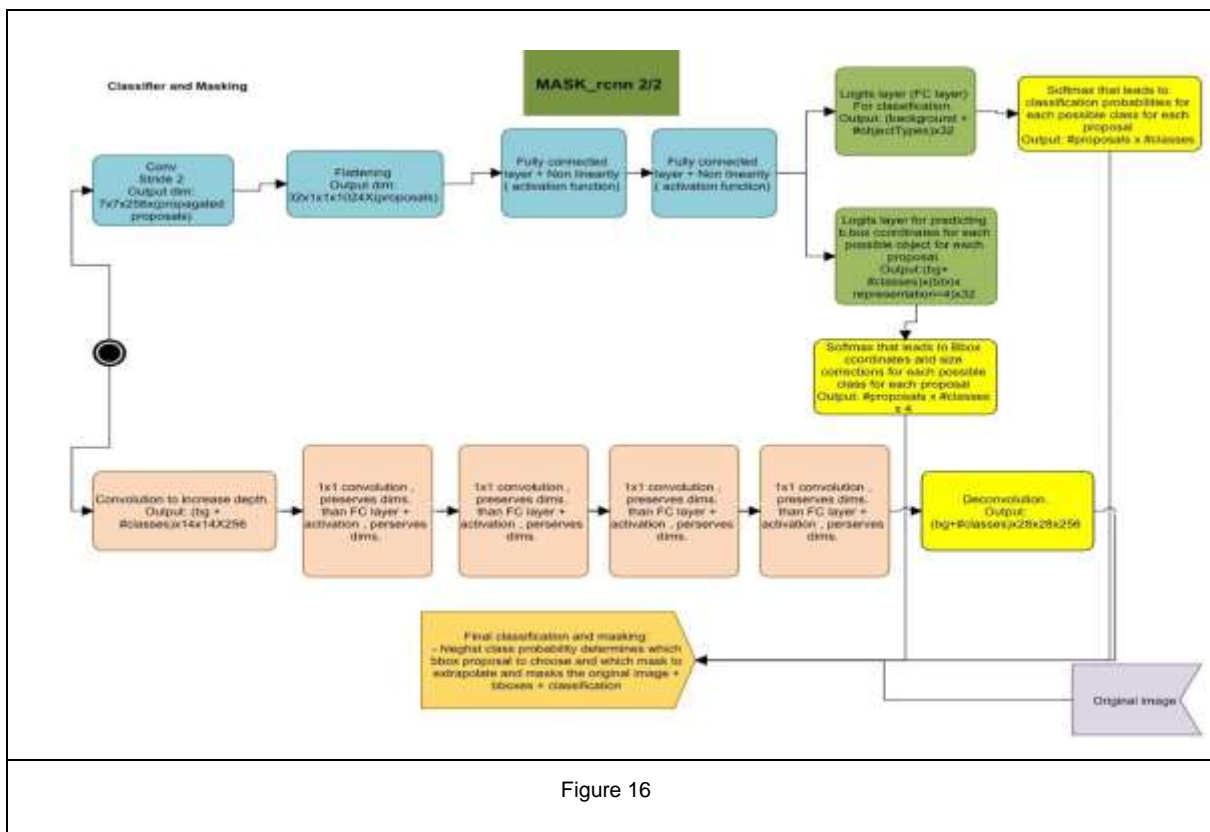 MASK_rcnn 2/2
Classifier and Masking
Conv
Stride 2
Output dim:
7x7x256x(propagated
proposals)
Flattening
Output dim:
32x1x1x1024X(proposals)
Fully connected
layer + Non linearity
( activation function)
Fully connected
layer + Non linearity
( activation function)
Logits layer (FC layer)
For classification.
Output: (background +
#objectTypes)x32
Softmax that leads to
classification probabilities for
each possible class for each
proposal
Output: #proposals x #classes
Logits layer for predicting
b.box coordinates for each
possible object for each
proposal.
Output:(bg+
#classes)x(bbox
representation=4)x32
Softmax that leads to Bbox
coordinates and size
corrections for each possible
class for each proposal
Output: #proposals x #classes
x 4
Convolution to increase depth.
Output: (bg +
#classes)x14x14X256
1x1 convolution ,
preserves dims.
than FC layer +
activation , perserves
dims.
1x1 convolution ,
preserves dims.
than FC layer +
activation , perserves
dims.
1x1 convolution ,
preserves dims.
than FC layer +
activation , perserves
dims.
1x1 convolution ,
preserves dims.
than FC layer +
activation , perserves
dims.
Deconvolution.
Output:
(bg+#classes)x28x28x256
Final classification and masking:
- Hieghst class probability determines which
bbox proposal to choose and which mask to
extrapolate and masks the original image +
bboxes + classification
Original image
Figure 16